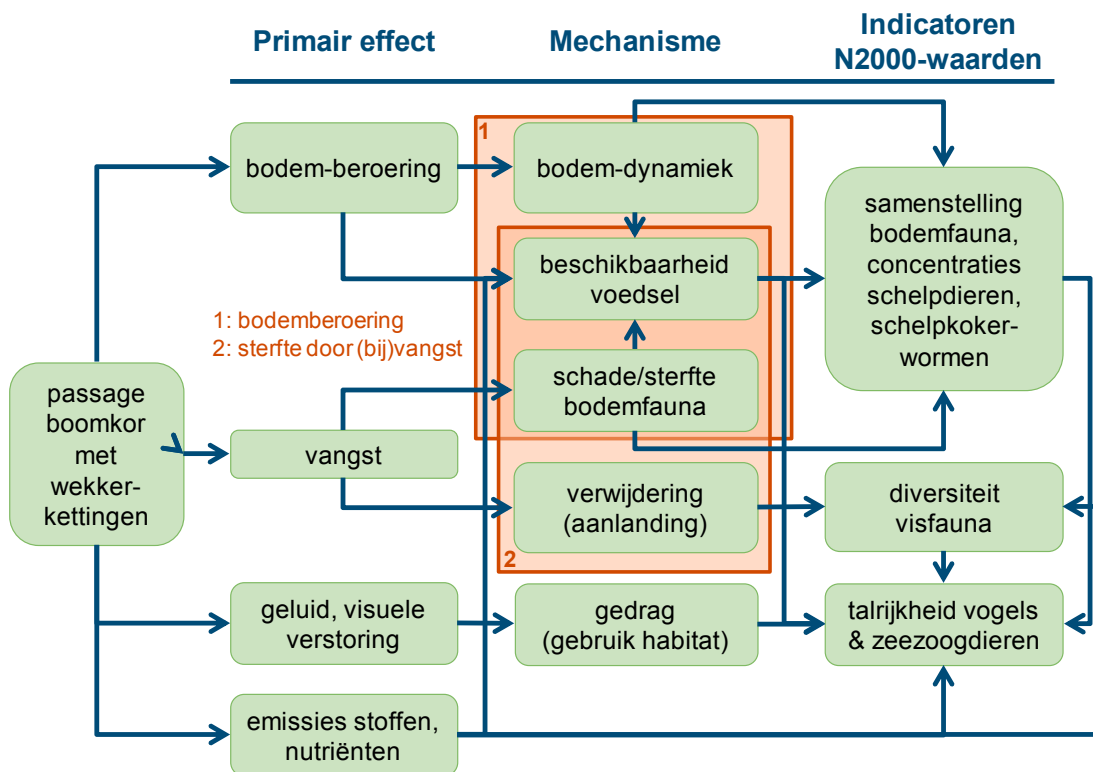 Primair effect
Mechanisme
Indicatoren
N2000-waarden
1
bodem-beroering
bodem-dynamiek
samenstelling
bodemfauna,
concentraties
schelpdieren,
schelpkoker-
wormen
beschikbaarheid
voedsel
1: bodemberoering
2: sterfte door (bij)vangst
passage
boomkor
met
wekker-
kettingen
schade/sterfte
bodemfauna
vangst
verwijdering
(aanlanding)
2
diversiteit
visfauna
geluid, visuele
verstoring
gedrag
(gebruik habitat)
talrijkheid vogels
& zeezoogdieren
emissies stoffen,
nutriënten